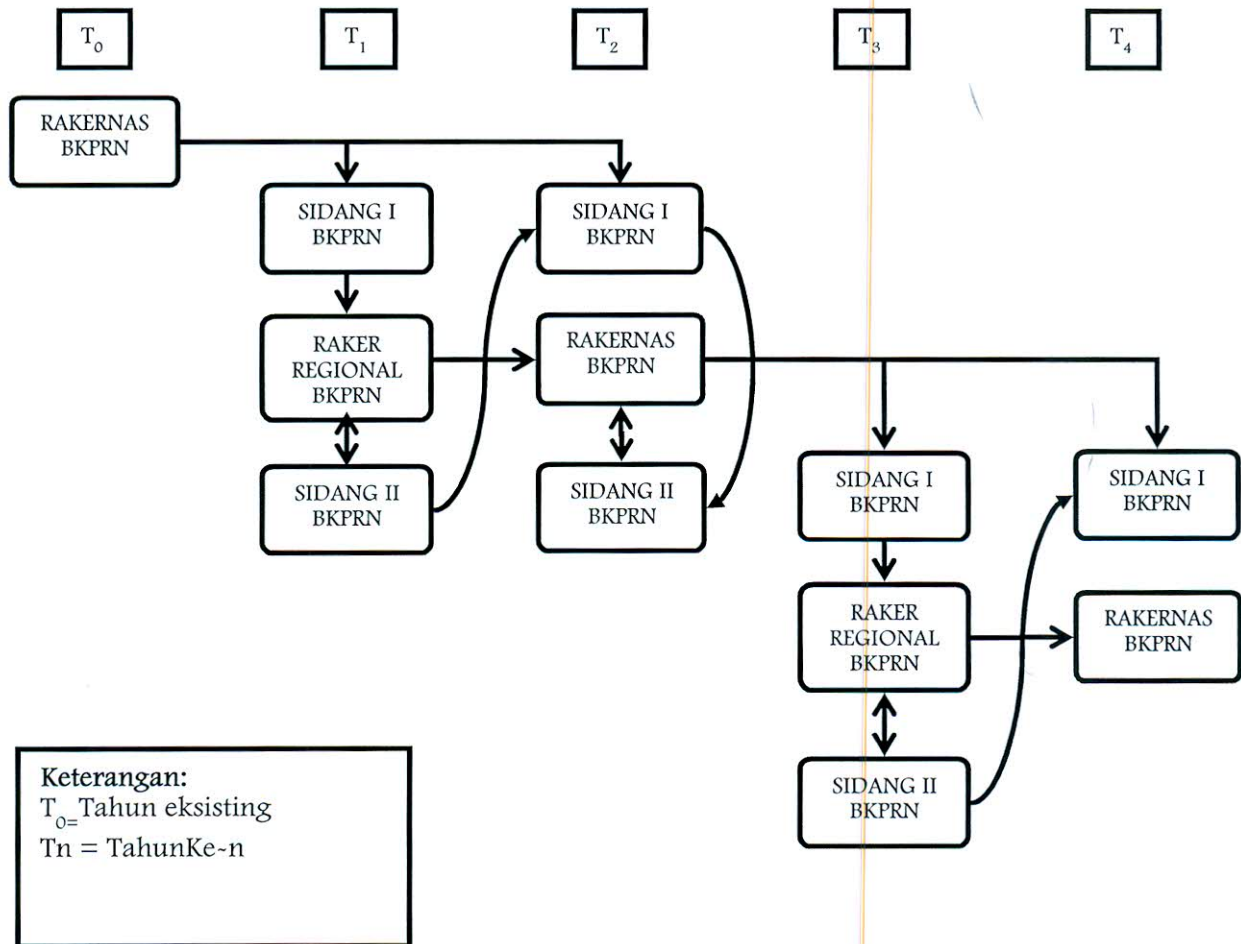 T0
T1
T2
T3
T4
RAKERNAS
BKPRN
SIDANG I
BKPRN
SIDANG I
BKPRN
RAKER
REGIONAL
BKPRN
RAKERNAS
BKPRN
SIDANG II
BKPRN
SIDANG II
BKPRN
SIDANG I
BKPRN
SIDANG I
BKPRN
RAKER
REGIONAL
BKPRN
RAKERNAS
BKPRN
SIDANG II
BKPRN
Keterangan:
T0=Tahun eksisting
Tn = TahunKe-n